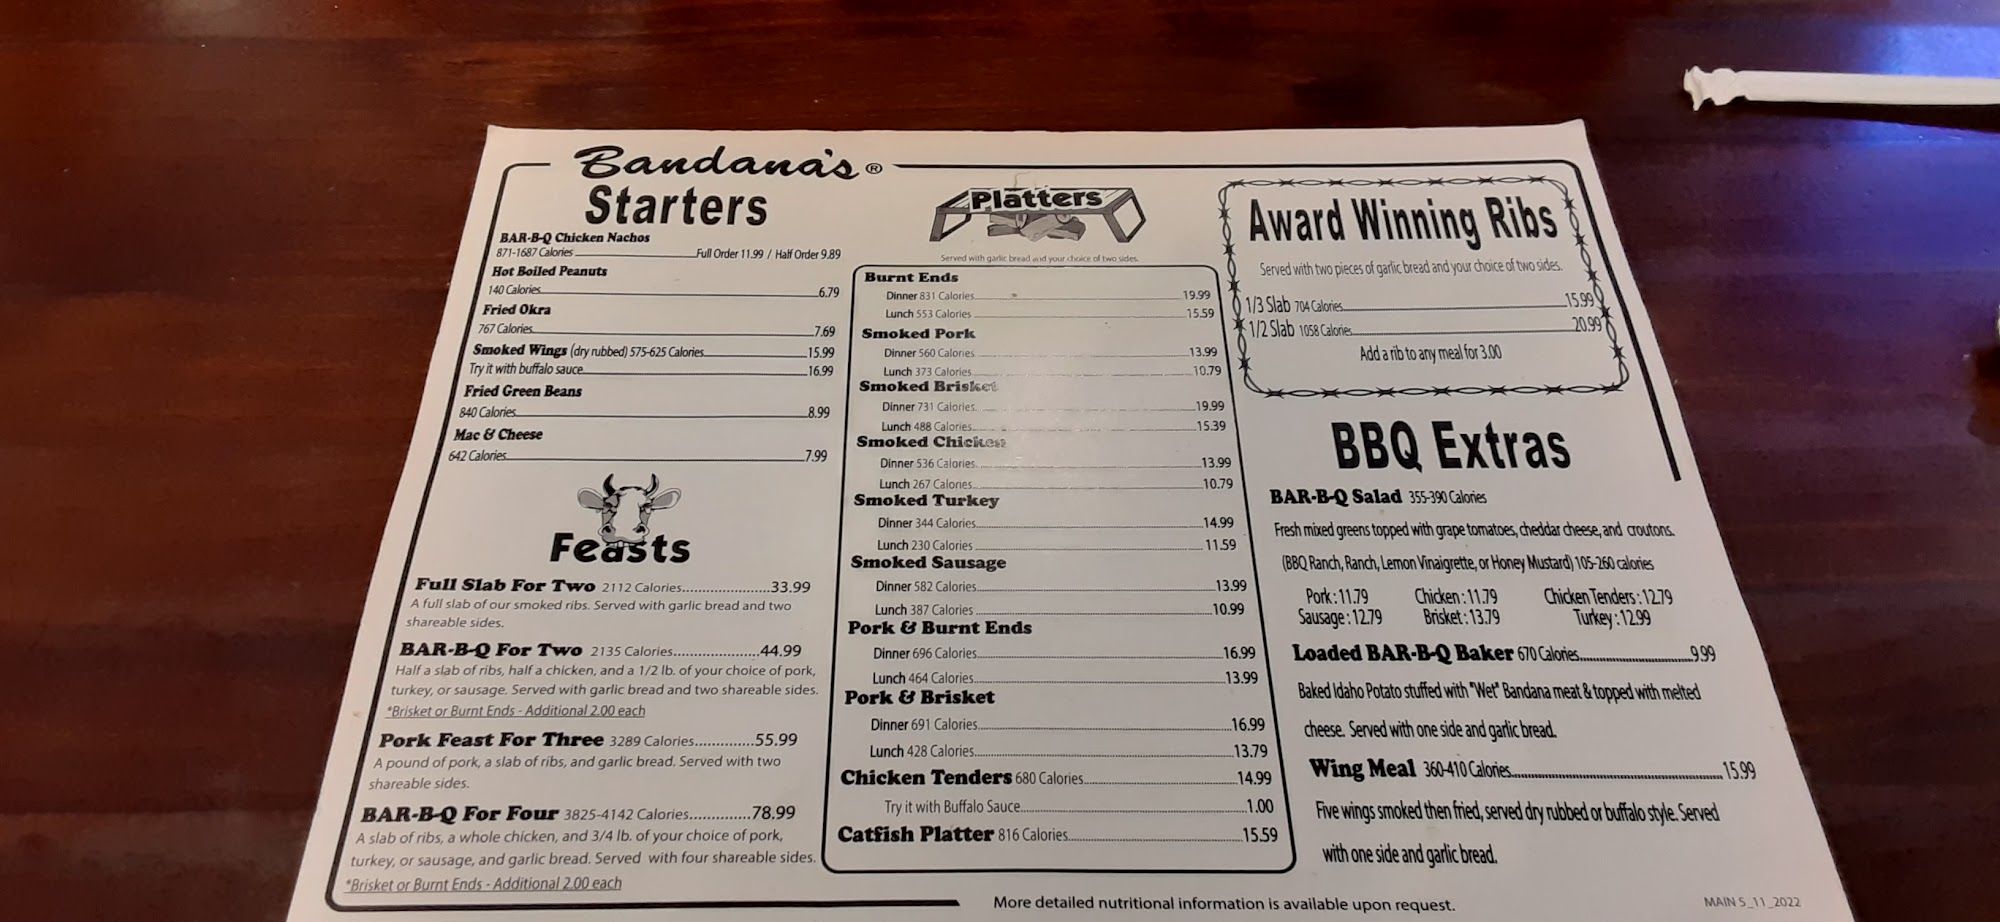 Bandana's ®
Starters
BAR-B-Q Chicken Nachos
871-1687 Calories Full Order 11.99 / Half Order 9.89
Hot Boiled Peanuts
140 Calories 6.79
Fried Okra
767 Calories 7.69
Smoked Wings (dry rubbed) 575-625 Calories 15.99
Try it with buffalo sauce 16.99
Fried Green Beans
840 Calories 8.99
Mac & Cheese
642 Calories 7.99
Feasts
Full Slab For Two 2112 Calories......................33.99
A full slab of our smoked ribs. Served with garlic bread and two
shareable sides.
BAR-B-Q For Two 2135 Calories.....................44.99
Half a slab of ribs, half a chicken, and a 1/2 lb. of your choice of pork,
turkey, or sausage. Served with garlic bread and two shareable sides.
*Brisket or Burnt Ends - Additional 2.00 each
Pork Feast For Three 3289 Calories..............55.99
A pound of pork, a slab of ribs, and garlic bread. Served with two
shareable sides.
BAR-B-Q For Four 3825-4142 Calories..............78.99
A slab of ribs, a whole chicken, and 3/4 lb. of your choice of pork,
turkey, or sausage, and garlic bread. Served with four shareable sides.
*Brisket or Burnt Ends - Additional 2.00 each
Platters
Served with garlic bread and your choice of two sides.
Burnt Ends
Dinner 831 Calories 19.99
Lunch 553 Calories 15.59
Smoked Pork
Dinner 560 Calories 13.99
Lunch 373 Calories 10.79
Smoked Brisket
Dinner 731 Calories 19.99
Lunch 488 Calories 15.39
Smoked Chicken
Dinner 536 Calories 13.99
Lunch 267 Calories 10.79
Smoked Turkey
Dinner 344 Calories 14.99
Lunch 230 Calories 11.59
Smoked Sausage
Dinner 582 Calories 13.99
Lunch 387 Calories 10.99
Pork & Burnt Ends
Dinner 696 Calories 16.99
Lunch 464 Calories 13.99
Pork & Brisket
Dinner 691 Calories 16.99
Lunch 428 Calories 13.79
Chicken Tenders 680 Calories 14.99
Try it with Buffalo Sauce 1.00
Catfish Platter 816 Calories 15.59
Award Winning Ribs
Served with two pieces of garlic bread and your choice of two sides.
1/3 Slab 704 Calories 15.99
1/2 Slab 1058 Calories 20.99
Add a rib to any meal for 3.00
BBQ Extras
BAR-B-Q Salad 355-390 Calories
Fresh mixed greens topped with grape tomatoes, cheddar cheese, and croutons.
(BBQ Ranch, Ranch, Lemon Vinaigrette, or Honey Mustard) 105-260 calories
Pork : 11.79 Chicken : 11.79 Chicken Tenders : 12.79
Sausage : 12.79 Brisket : 13.79 Turkey : 12.99
Loaded BAR-B-Q Baker 670 Calories 9.99
Baked Idaho Potato stuffed with "Wet" Bandana meat & topped with melted
cheese. Served with one side and garlic bread.
Wing Meal 360-410 Calories 15.99
Five wings smoked then fried, served dry rubbed or buffalo style. Served
with one side and garlic bread.
More detailed nutritional information is available upon request.
MAIN 5_11_2022